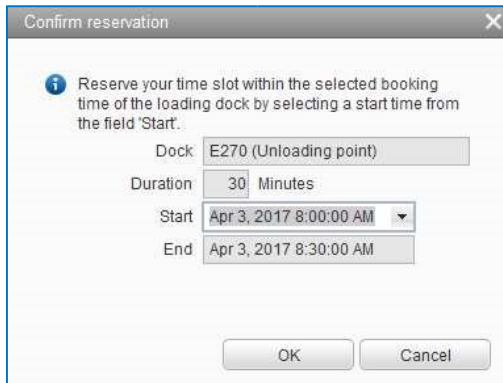 Confirm reservation
Reserve your time slot within the selected booking
time of the loading dock by selecting a start time from
the field 'Start'.
Dock E270 (Unloading point)
Duration 30 Minutes
Start Apr 3, 2017 8:00:00 AM
End Apr 3, 2017 8:30:00 AM
OK Cancel